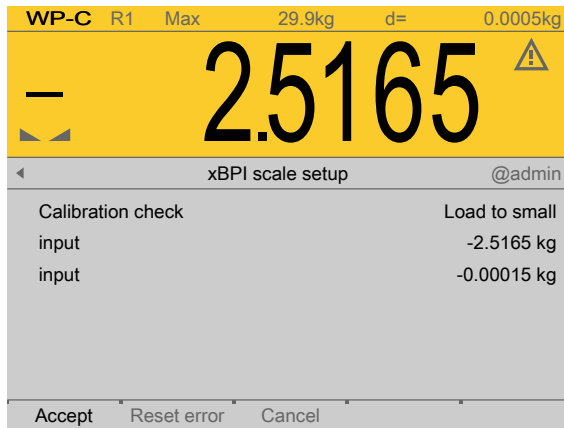 WP-C R1 Max 29.9kg d= 0.0005kg
– 2.5165
xBPI scale setup @admin
Calibration check Load to small
input -2.5165 kg
input -0.00015 kg
Accept Reset error Cancel